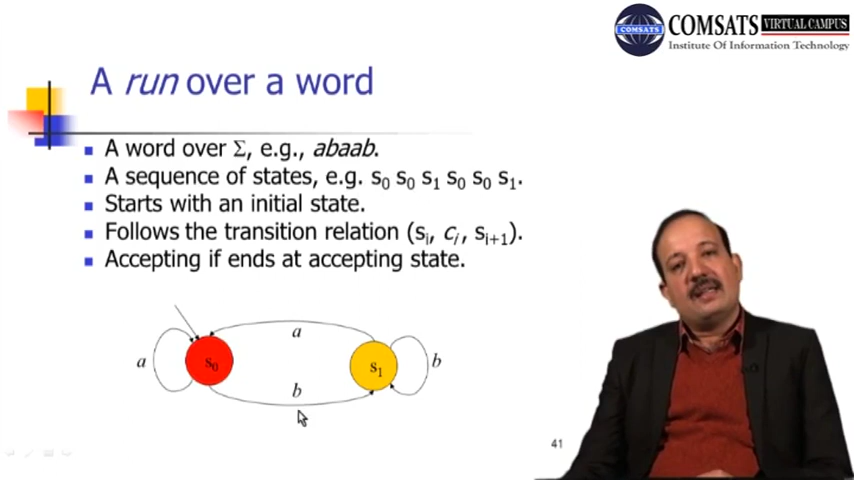 COMSATS VIRTUAL CAMPUS
COMSATS
Institute Of Information Technology
A run over a word
A word over Σ, e.g., abaab.
A sequence of states, e.g. s₀ s₀ s₁ s₀ s₀ s₁.
Starts with an initial state.
Follows the transition relation (sᵢ, cᵢ, sᵢ₊₁).
Accepting if ends at accepting state.
a
a s₀ s₁ b
b
41